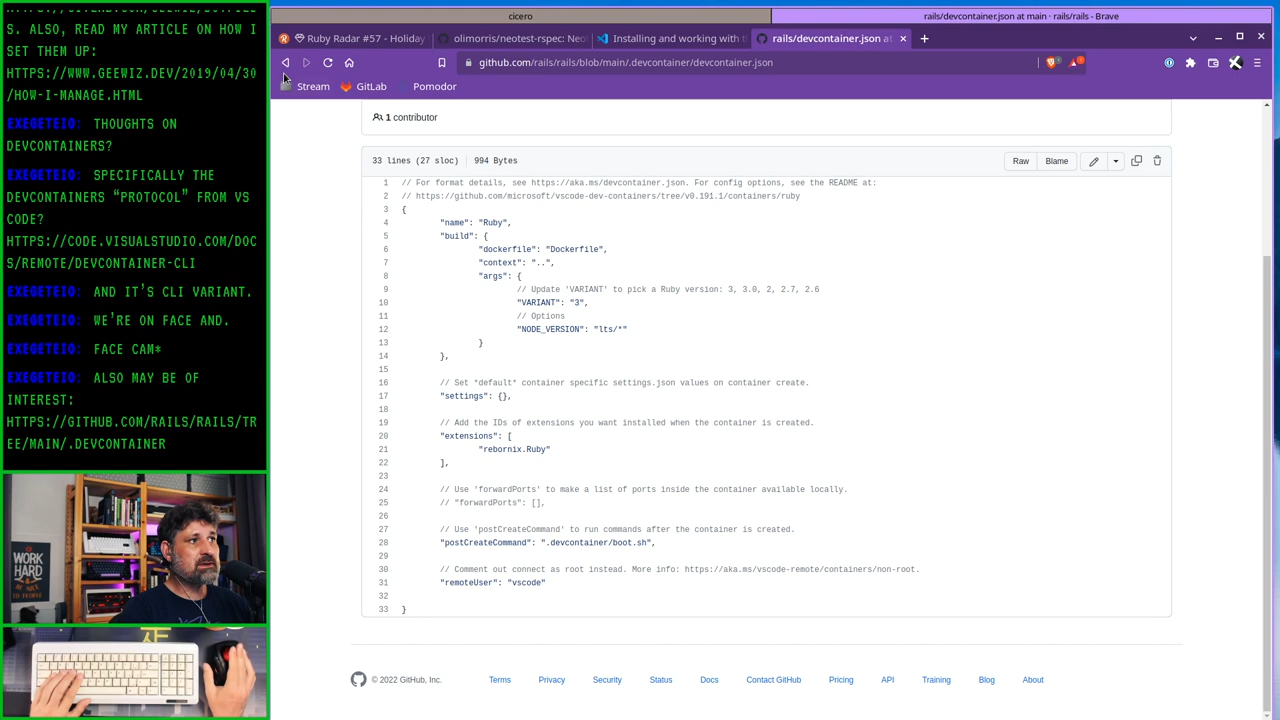 S. ALSO, READ MY ARTICLE ON HOW I
SET THEM UP:
HTTPS://WWW.GEEWIZ.DEV/2019/04/30
/HOW-I-MANAGE.HTML
EXEGETEIO: THOUGHTS ON
DEVCONTAINERS?
EXEGETEIO: SPECIFICALLY THE
DEVCONTAINERS “PROTOCOL” FROM VS
CODE?
HTTPS://CODE.VISUALSTUDIO.COM/DOC
S/REMOTE/DEVCONTAINER-CLI
EXEGETEIO: AND IT’S CLI VARIANT.
EXEGETEIO: WE’RE ON FACE AND.
EXEGETEIO: FACE CAM*
EXEGETEIO: ALSO MAY BE OF
INTEREST:
HTTPS://GITHUB.COM/RAILS/RAILS/TR
EE/MAIN/.DEVCONTAINER
WORK
HARD
cicero
rails/devcontainer.json at main · rails/rails - Brave
Ruby Radar #57 - Holiday
olimorris/neotest-rspec: Neo
Installing and working with t
rails/devcontainer.json at
github.com/rails/rails/blob/main/.devcontainer/devcontainer.json
Stream
GitLab
Pomodor
1 contributor
33 lines (27 sloc) 994 Bytes
Raw
Blame
1 // For format details, see https://aka.ms/devcontainer.json. For config options, see the README at:
2 // https://github.com/microsoft/vscode-dev-containers/tree/v0.191.1/containers/ruby
3 {
4 "name": "Ruby",
5 "build": {
6 "dockerfile": "Dockerfile",
7 "context": "..",
8 "args": {
9 // Update 'VARIANT' to pick a Ruby version: 3, 3.0, 2, 2.7, 2.6
10 "VARIANT": "3",
11 // Options
12 "NODE_VERSION": "lts/*"
13 }
14 },
15
16 // Set *default* container specific settings.json values on container create.
17 "settings": {},
18
19 // Add the IDs of extensions you want installed when the container is created.
20 "extensions": [
21 "rebornix.Ruby"
22 ],
23
24 // Use 'forwardPorts' to make a list of ports inside the container available locally.
25 // "forwardPorts": [],
26
27 // Use 'postCreateCommand' to run commands after the container is created.
28 "postCreateCommand": ".devcontainer/boot.sh",
29
30 // Comment out connect as root instead. More info: https://aka.ms/vscode-remote/containers/non-root.
31 "remoteUser": "vscode"
32
33 }
© 2022 GitHub, Inc.
Terms
Privacy
Security
Status
Docs
Contact GitHub
Pricing
API
Training
Blog
About